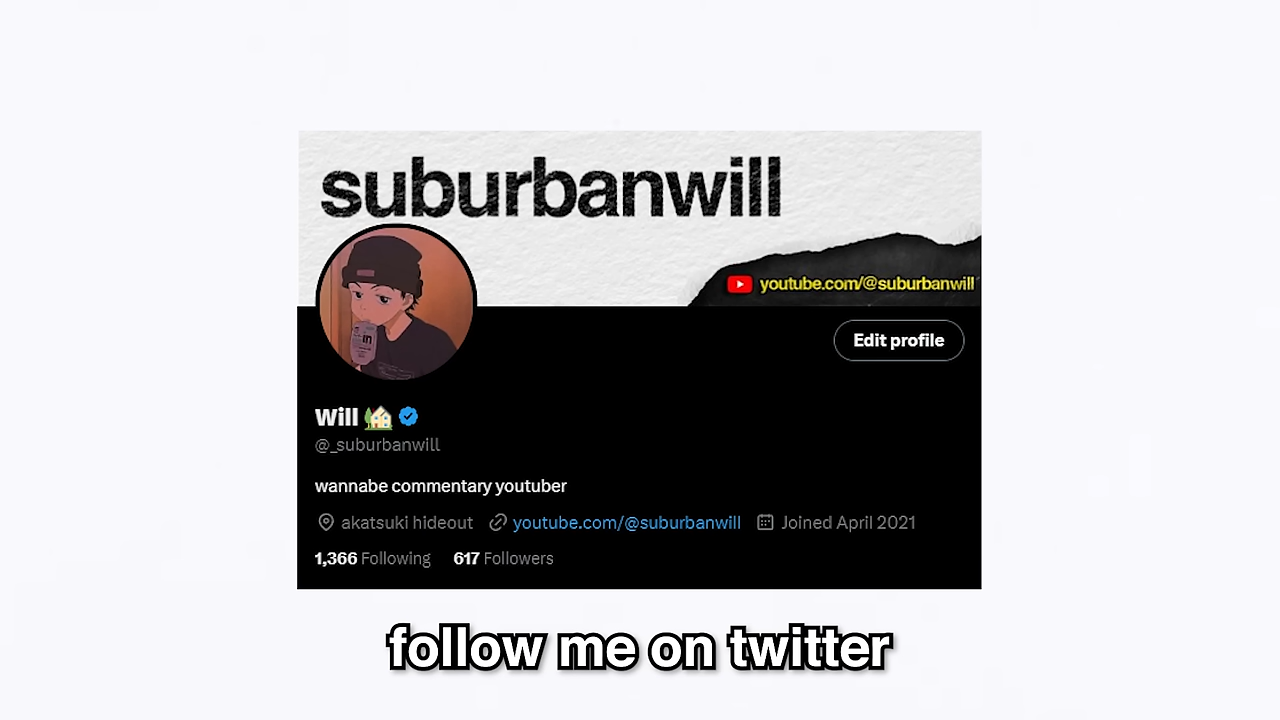 suburbanwill
youtube.com/@suburbanwill
in
Edit profile
Will
@_suburbanwill
wannabe commentary youtuber
akatsuki hideout youtube.com/@suburbanwill Joined April 2021
1,366 Following 617 Followers
follow me on twitter